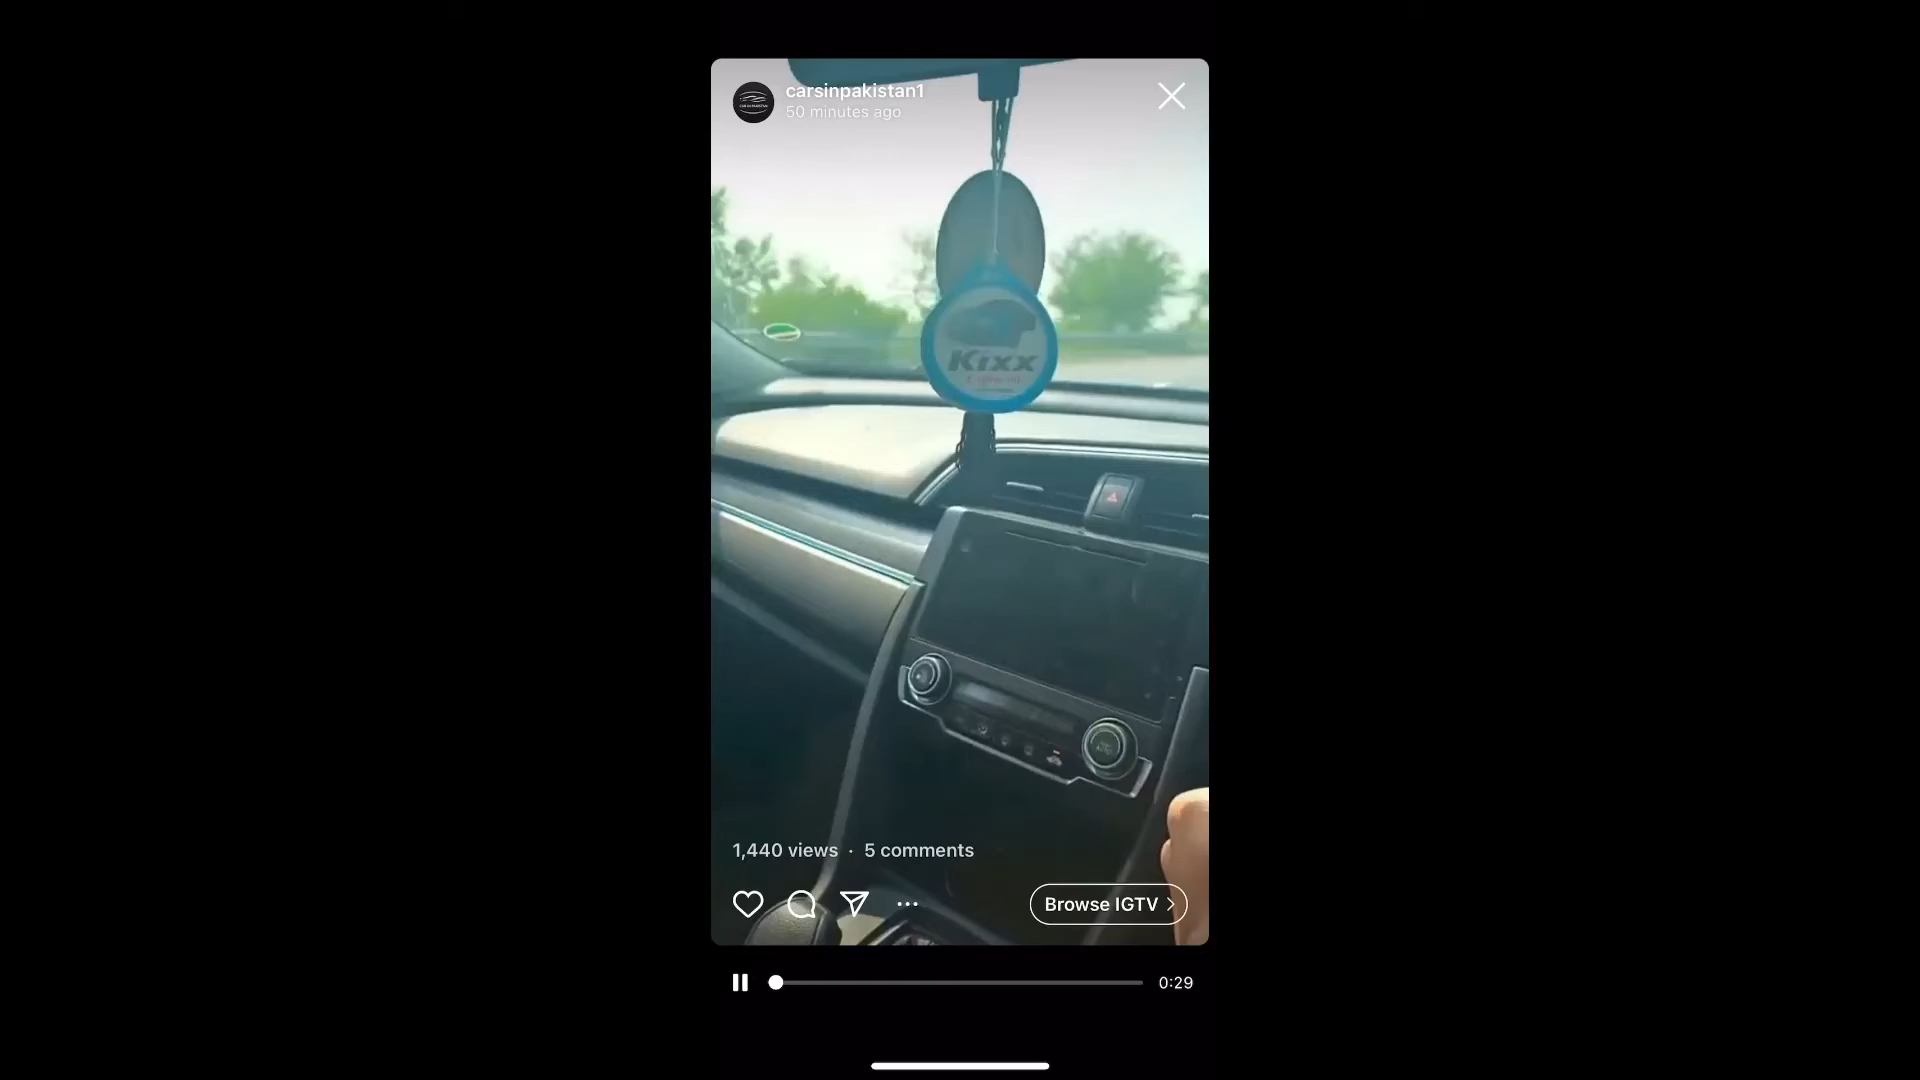 carsinpakistan1
50 minutes ago
Kixx
1,440 views · 5 comments
Browse IGTV
0:29